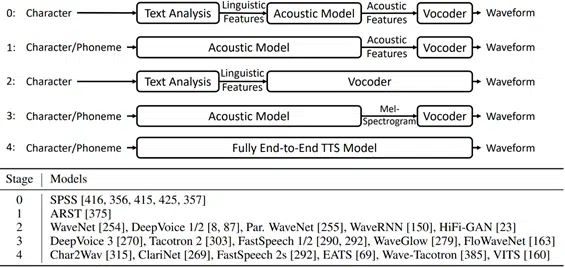 0: Character Text Analysis Linguistic Features Acoustic Model Acoustic Features Vocoder Waveform
1: Character/Phoneme Acoustic Model Acoustic Features Vocoder Waveform
2: Character Text Analysis Linguistic Features Vocoder Waveform
3: Character/Phoneme Acoustic Model Mel-Spectrogram Vocoder Waveform
4: Character/Phoneme Fully End-to-End TTS Model Waveform
Stage Models
0 SPSS [416, 356, 415, 425, 357]
1 ARST [375]
2 WaveNet [254], DeepVoice 1/2 [8, 87], Par. WaveNet [255], WaveRNN [150], HiFi-GAN [23]
3 DeepVoice 3 [270], Tacotron 2 [303], FastSpeech 1/2 [290, 292], WaveGlow [279], FloWaveNet [163]
4 Char2Wav [315], ClariNet [269], FastSpeech 2s [292], EATS [69], Wave-Tacotron [385], VITS [160]